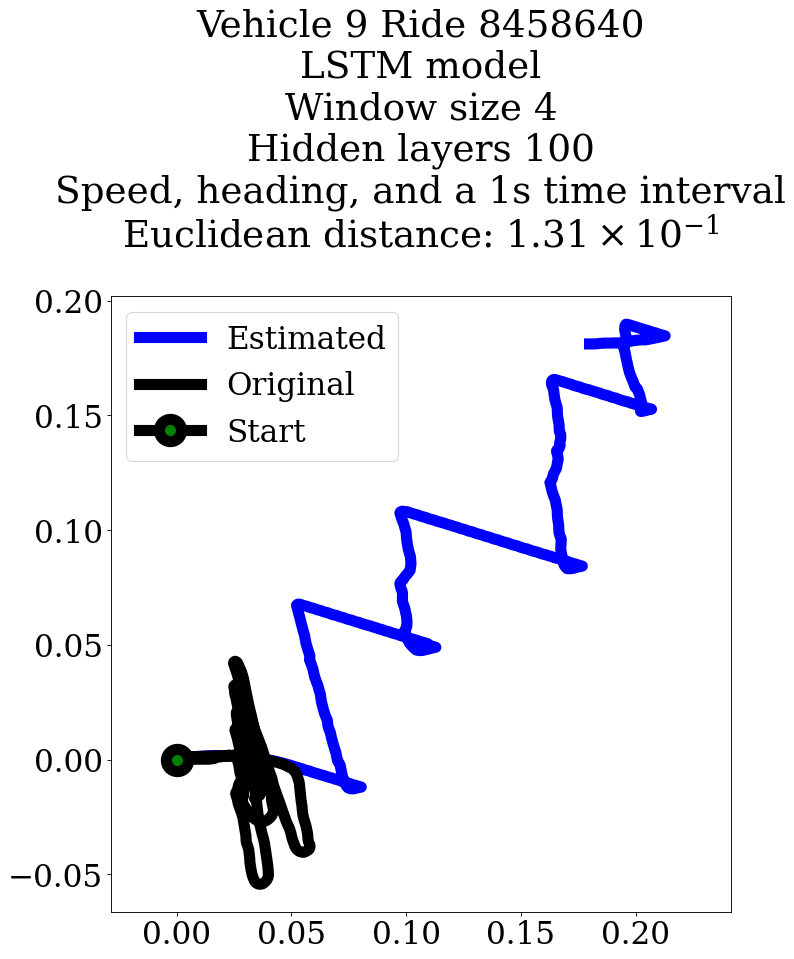 Vehicle 9 Ride 8458640
LSTM model
Window size 4
Hidden layers 100
Speed, heading, and a 1s time interval
Euclidean distance: 1.31 × 10⁻¹
0.20
0.15
0.10
0.05
0.00
−0.05
Estimated
Original
Start
0.00 0.05 0.10 0.15 0.20